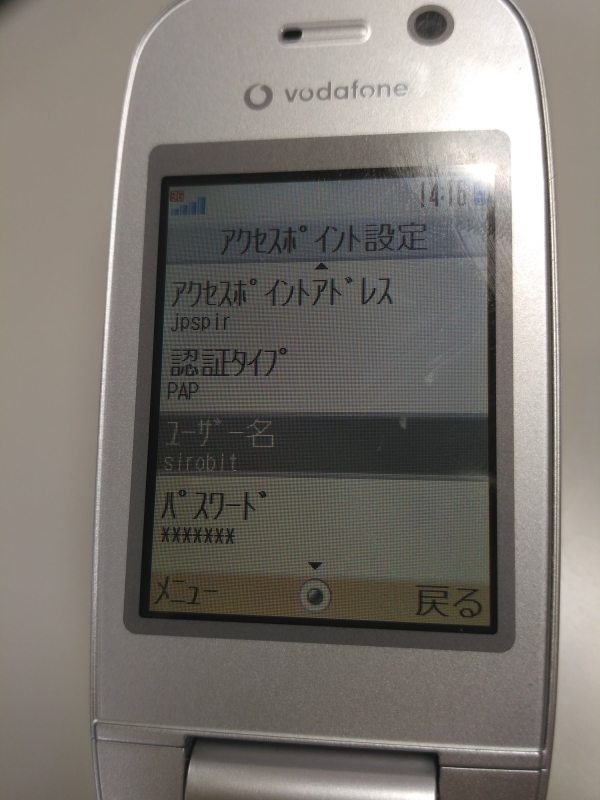 vodafone
3G 14:16
アクセスポイント設定
アクセスポイントアドレス
jpspir
認証タイプ
PAP
ユーザー名
sirobit
パスワード
*******
メニュー 戻る